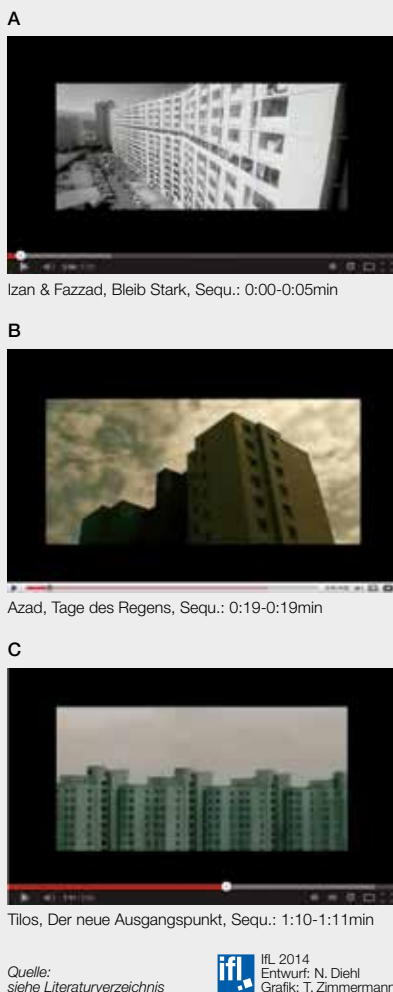 A
Izan & Fazzad, Bleib Stark, Sequ.: 0:00-0:05min
B
Azad, Tage des Regens, Sequ.: 0:19-0:19min
C
Tilos, Der neue Ausgangspunkt, Sequ.: 1:10-1:11min
Quelle:
siehe Literaturverzeichnis
ifl
IfL 2014
Entwurf: N. Diehl
Grafik: T. Zimmermann